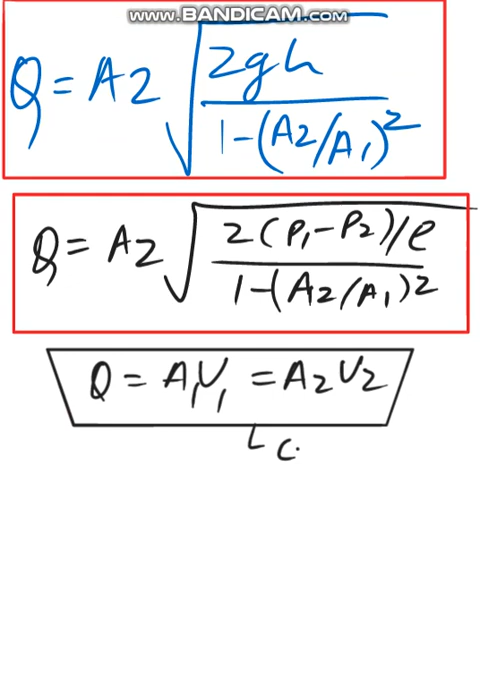 www.BANDICAM.com
Q = A2 √(2gh / 1-(A2/A1)²)
Q = A2 √(2(P1-P2)/ρ / 1-(A2/A1)²)
Q = A1V1 = A2V2
L C.